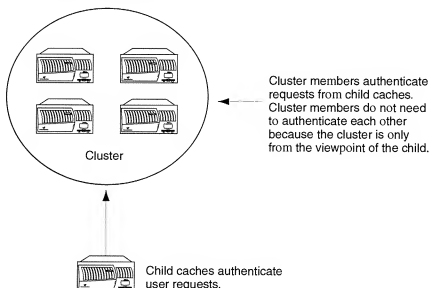 Cluster members authenticate
requests from child caches.
Cluster members do not need
to authenticate each other
because the cluster is only
from the viewpoint of the child.
Cluster
Child caches authenticate
user requests.